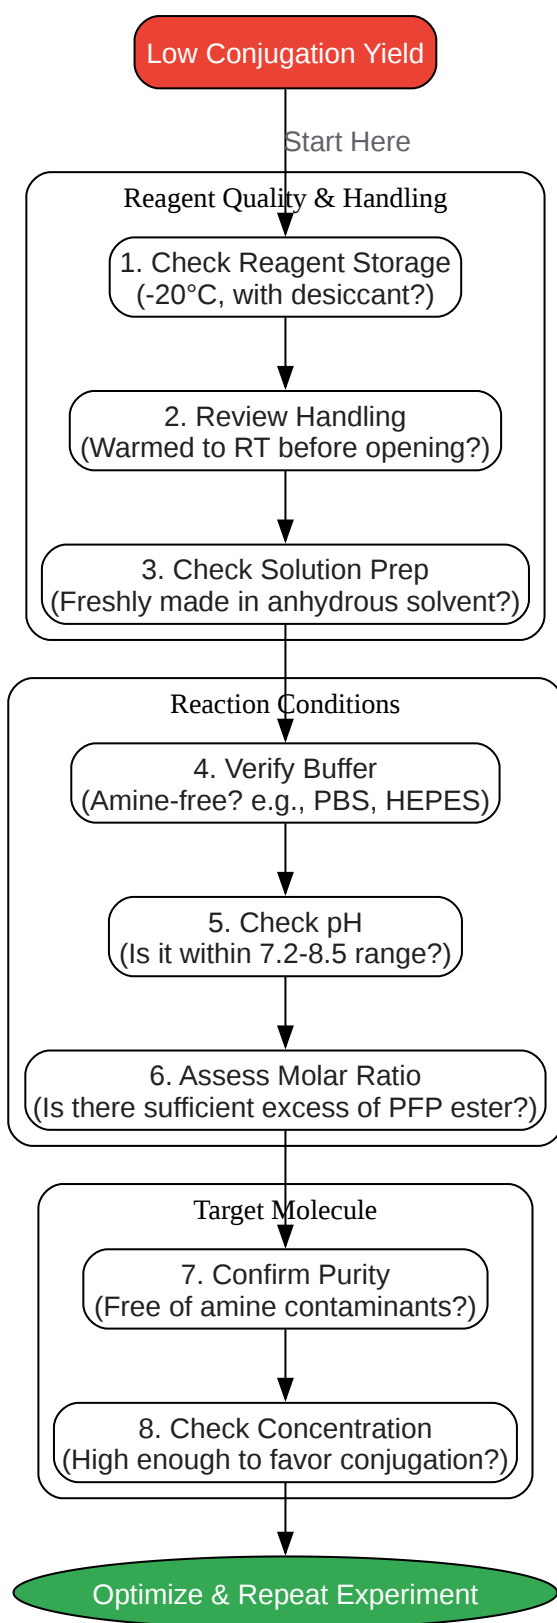 Low Conjugation Yield
Start Here
Reagent Quality & Handling
1. Check Reagent Storage
(-20°C, with desiccant?)
2. Review Handling
(Warmed to RT before opening?)
3. Check Solution Prep
(Freshly made in anhydrous solvent?)
Reaction Conditions
4. Verify Buffer
(Amine-free? e.g., PBS, HEPES)
5. Check pH
(Is it within 7.2-8.5 range?)
6. Assess Molar Ratio
(Is there sufficient excess of PFP ester?)
Target Molecule
7. Confirm Purity
(Free of amine contaminants?)
8. Check Concentration
(High enough to favor conjugation?)
Optimize & Repeat Experiment